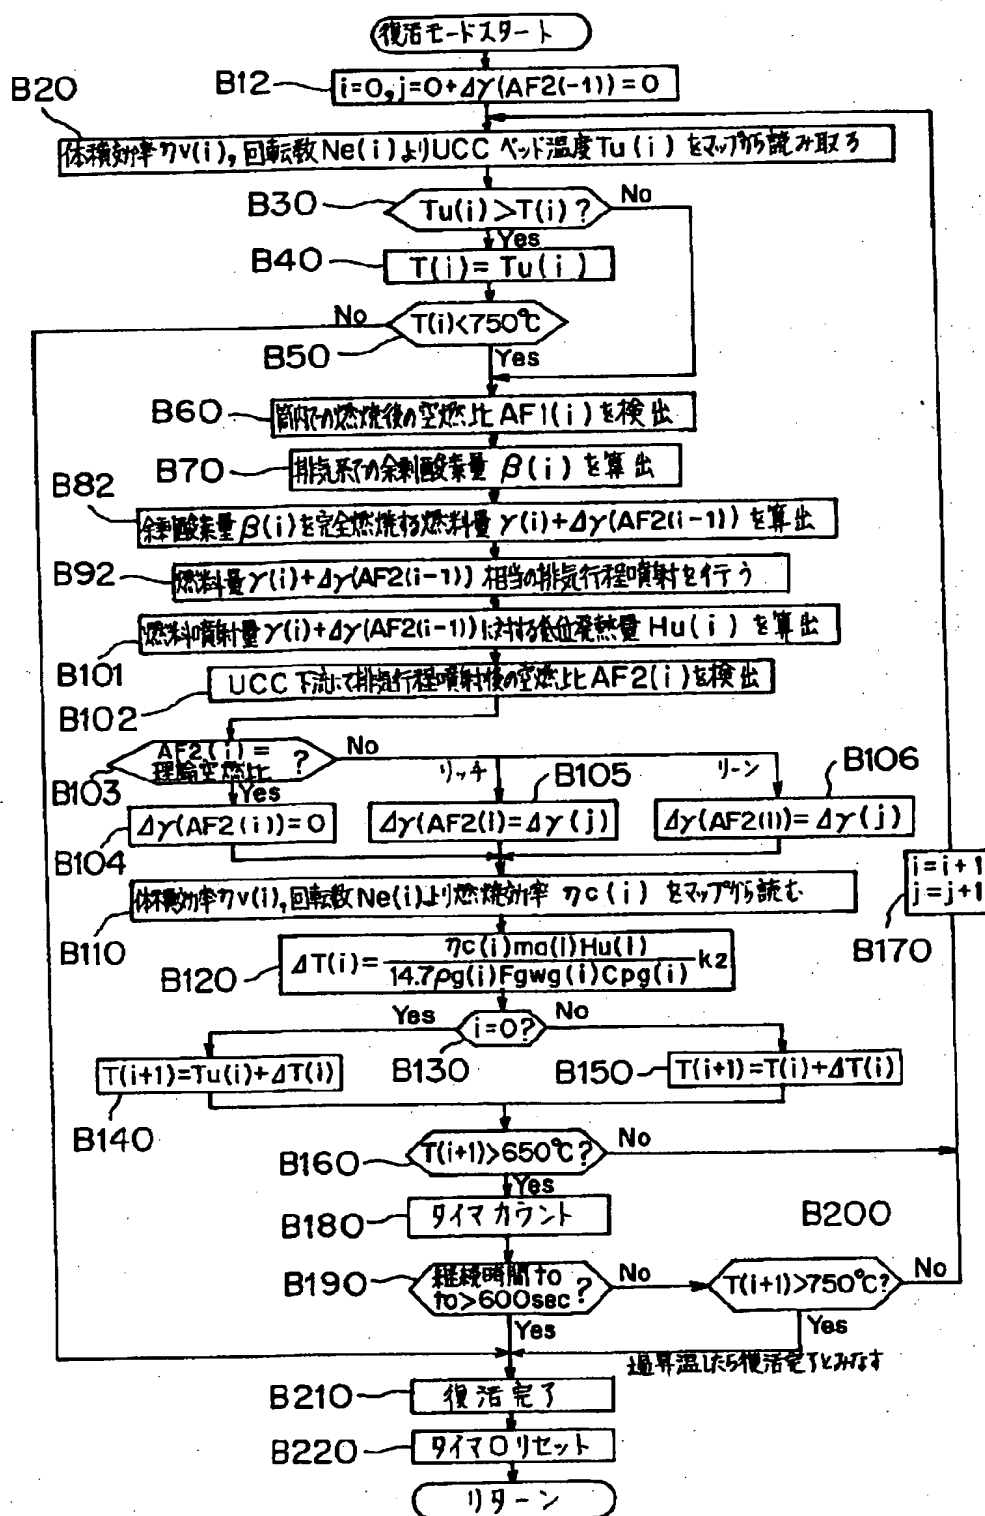 復活モードスタート
B12
i=0, j=0+Δγ(AF2(-1))=0
B20
体積効率ηv(i), 回転数Ne(i)よりUCCベッド温度Tu(i)をマップから読み取る
B30
Tu(i)>T(i)?
No
Yes
B40
T(i)=Tu(i)
No
T(i)<750℃
B50
Yes
B60
筒内での燃焼後の空燃比AF1(i)を検出
B70
排気系での余剰酸素量β(i)を算出
B82
余剰酸素量β(i)を完全燃焼する燃料量γ(i)+Δγ(AF2(i-1))を算出
B92
燃料量γ(i)+Δγ(AF2(i-1))相当の排気行程噴射を行う
燃料噴射量γ(i)+Δγ(AF2(i-1))に対する低位発熱量Hu(i)を算出
B101
UCC下流にて排気行程噴射後の空燃比AF2(i)を検出
B102
AF2(i)=
理論空燃比?
No
リッチ
リーン
B103
Yes
B105
B106
Δγ(AF2(i))=0
Δγ(AF2(i)=Δγ(j)
Δγ(AF2(i))=Δγ(j)
B104
i=i+1
j=j+1
B170
体積効率ηv(i), 回転数Ne(i)より燃焼効率ηc(i)をマップから読む
B110
B120
ΔT(i)=ηc(i)ma(i)Hu(i)/14.7ρg(i)Fgwg(i)Cpg(i) k2
Yes
i=0?
No
B130
T(i+1)=Tu(i)+ΔT(i)
B150
T(i+1)=T(i)+ΔT(i)
B140
B160
T(i+1)>650℃?
No
Yes
B180
タイマカウント
B200
B190
継続時間to
to>600sec?
No
T(i+1)>750℃?
No
Yes
Yes
過昇温したら復活完了とみなす
B210
復活完了
B220
タイマ0リセット
リターン